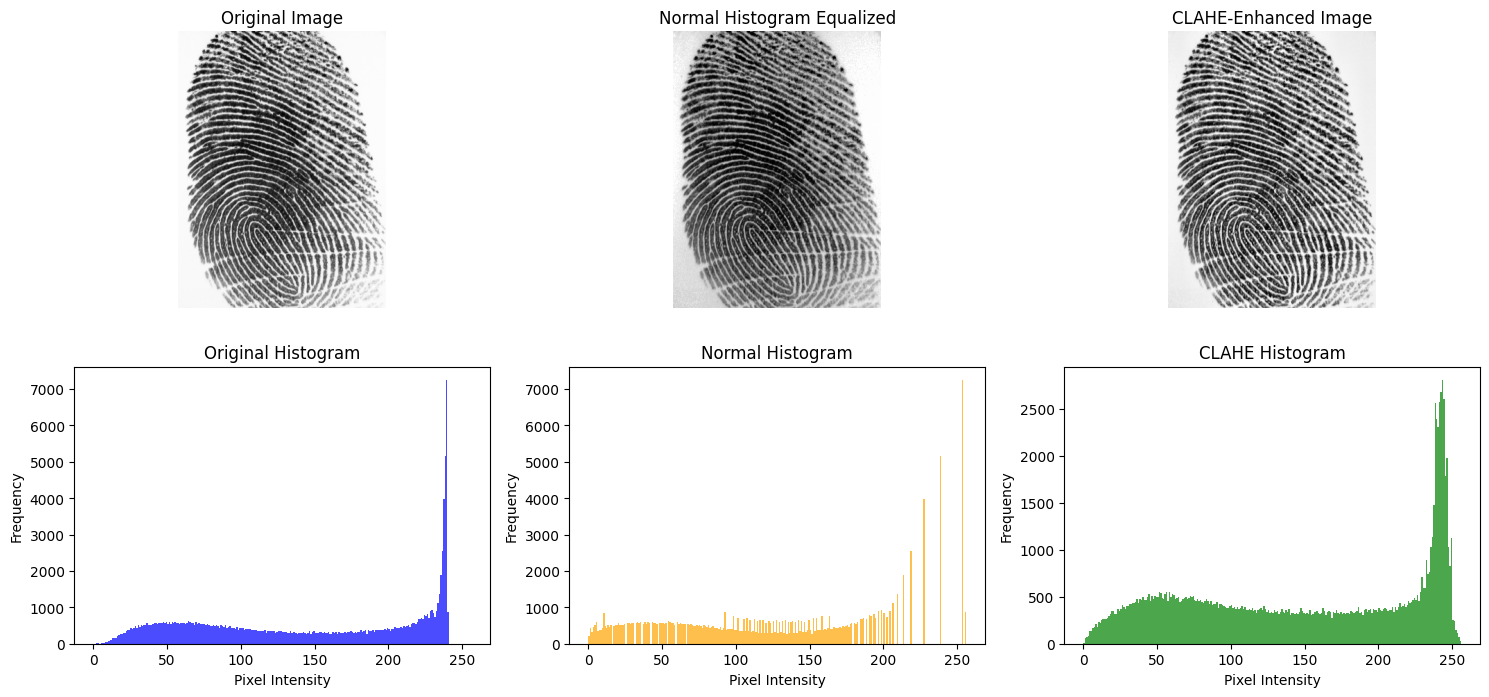 Original Image
Normal Histogram Equalized
CLAHE-Enhanced Image
Original Histogram
Normal Histogram
CLAHE Histogram
Frequency
7000
6000
5000
4000
3000
2000
1000
0
0 50 100 150 200 250
Pixel Intensity
Frequency
7000
6000
5000
4000
3000
2000
1000
0
0 50 100 150 200 250
Pixel Intensity
Frequency
2500
2000
1500
1000
500
0
0 50 100 150 200 250
Pixel Intensity